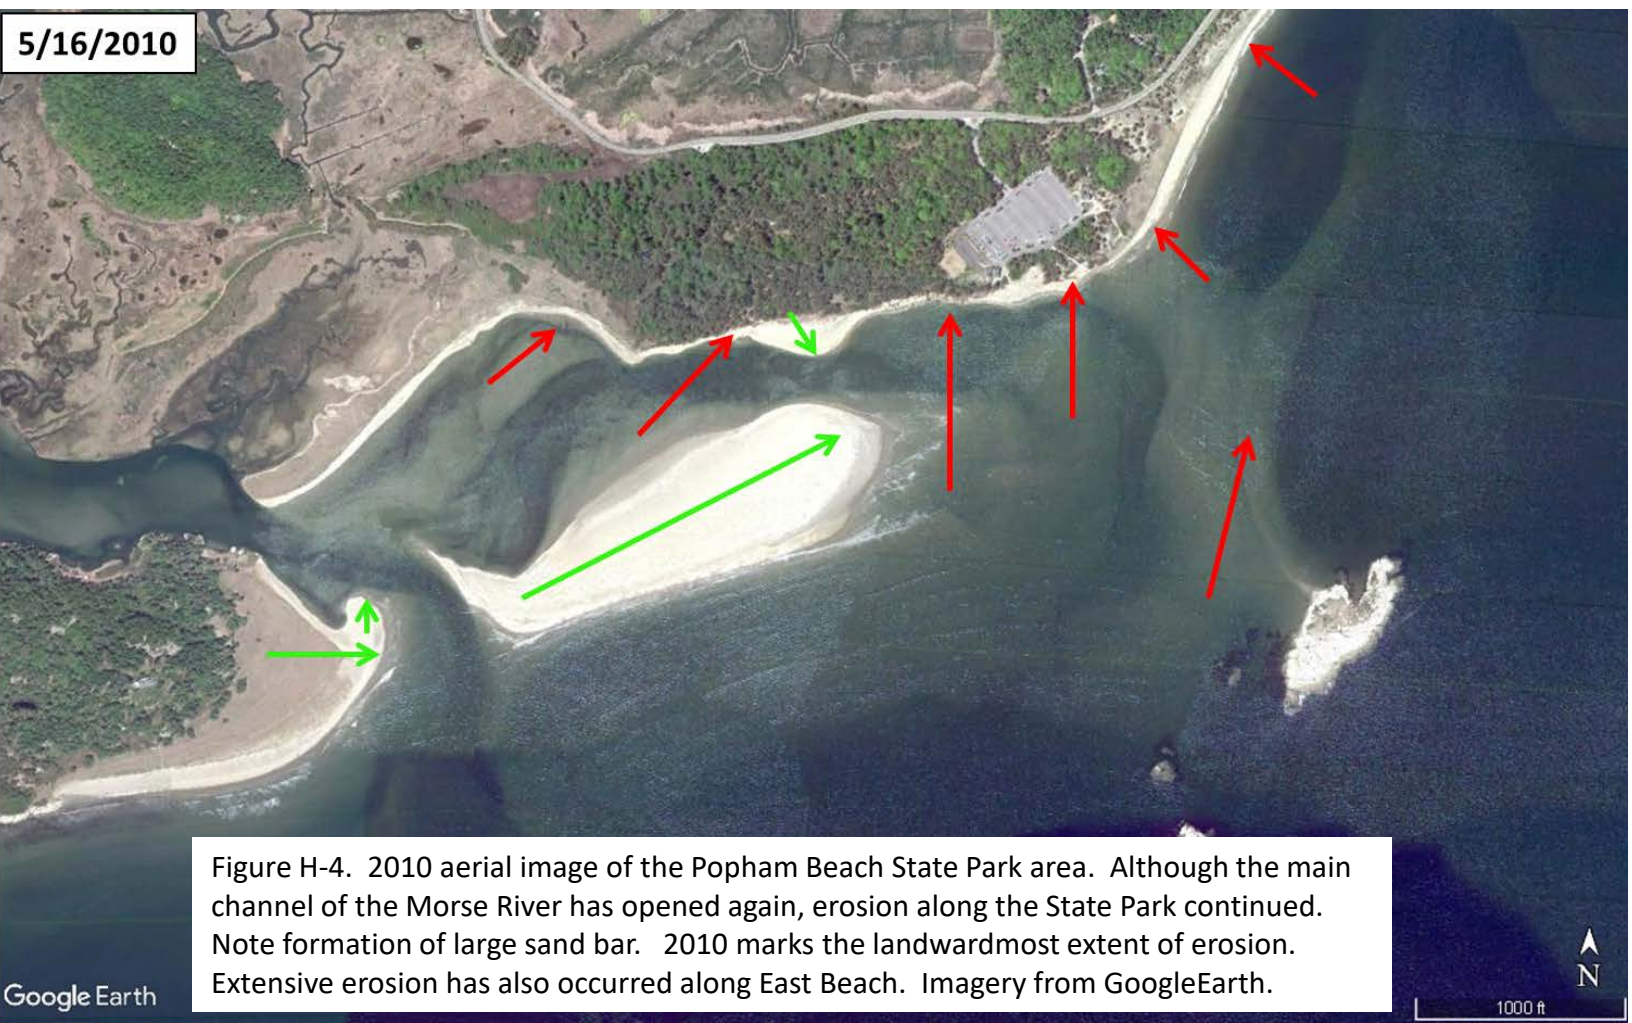 5/16/2010
Figure H-4.  2010 aerial image of the Popham Beach State Park area.  Although the main
channel of the Morse River has opened again, erosion along the State Park continued.
Note formation of large sand bar.   2010 marks the landwardmost extent of erosion.
Extensive erosion has also occurred along East Beach.  Imagery from GoogleEarth.
Google Earth
N
1000 ft